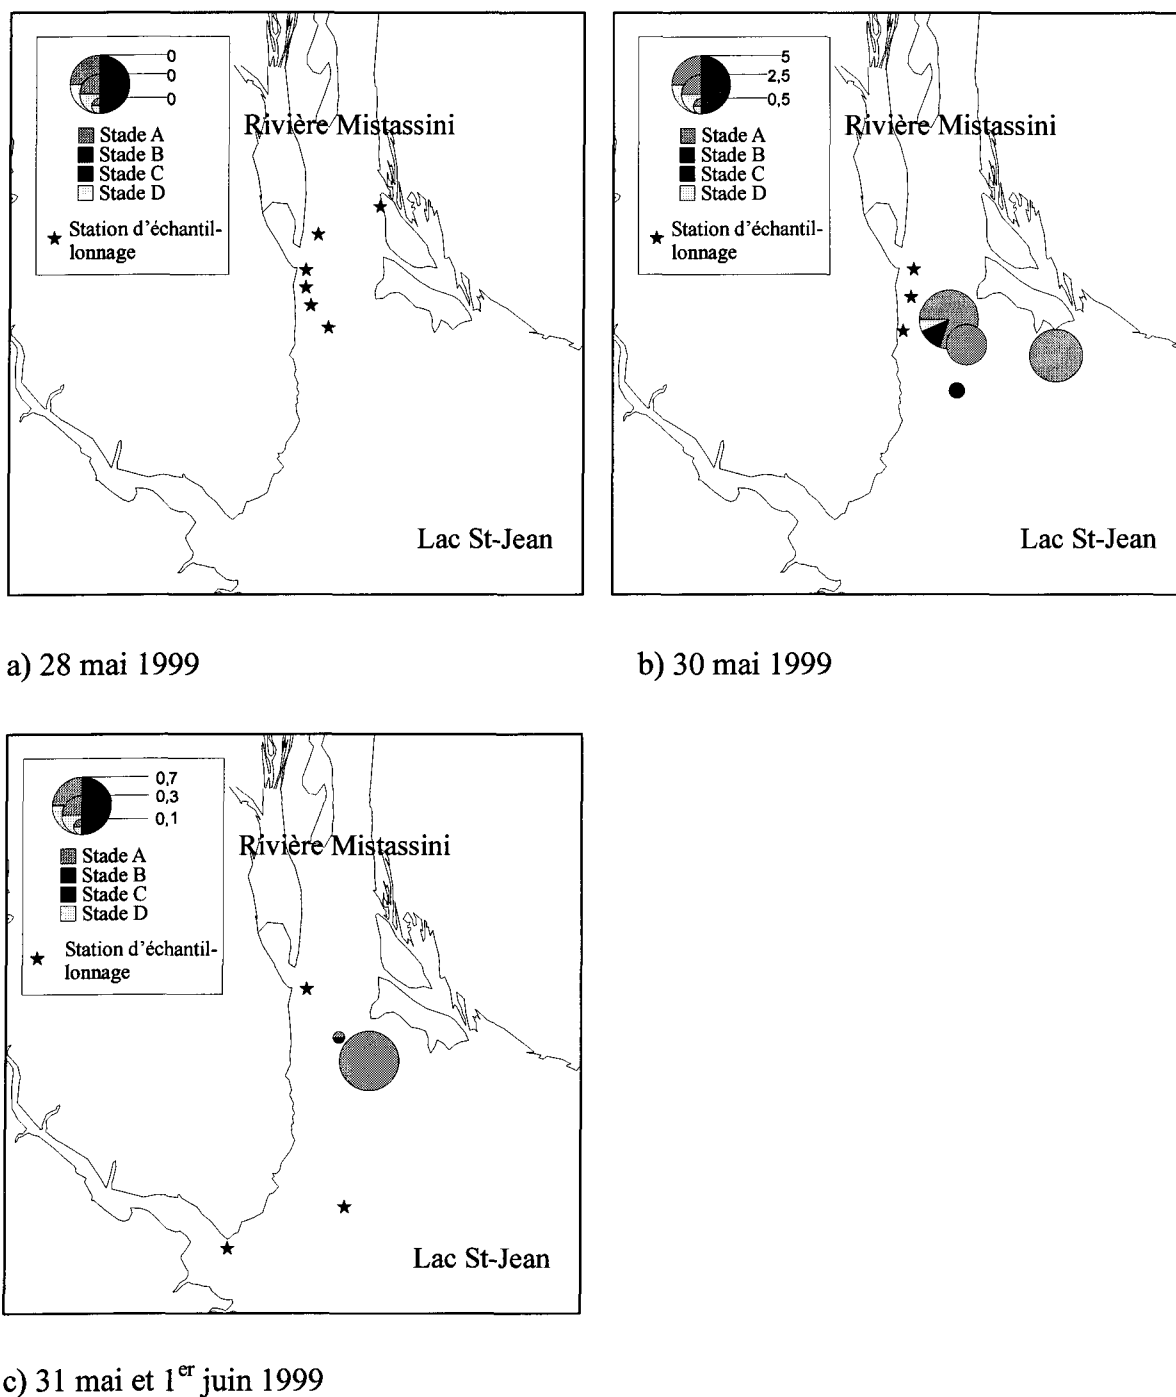 0
0
0
Stade A
Stade B
Stade C
Stade D
Station d'échantil-
lonnage
Rivière Mistassini
Lac St-Jean
a) 28 mai 1999
5
2,5
0,5
Stade A
Stade B
Stade C
Stade D
Station d'échantil-
lonnage
Rivière Mistassini
Lac St-Jean
b) 30 mai 1999
0,7
0,3
0,1
Stade A
Stade B
Stade C
Stade D
Station d'échantil-
lonnage
Rivière Mistassini
Lac St-Jean
c) 31 mai et 1er juin 1999